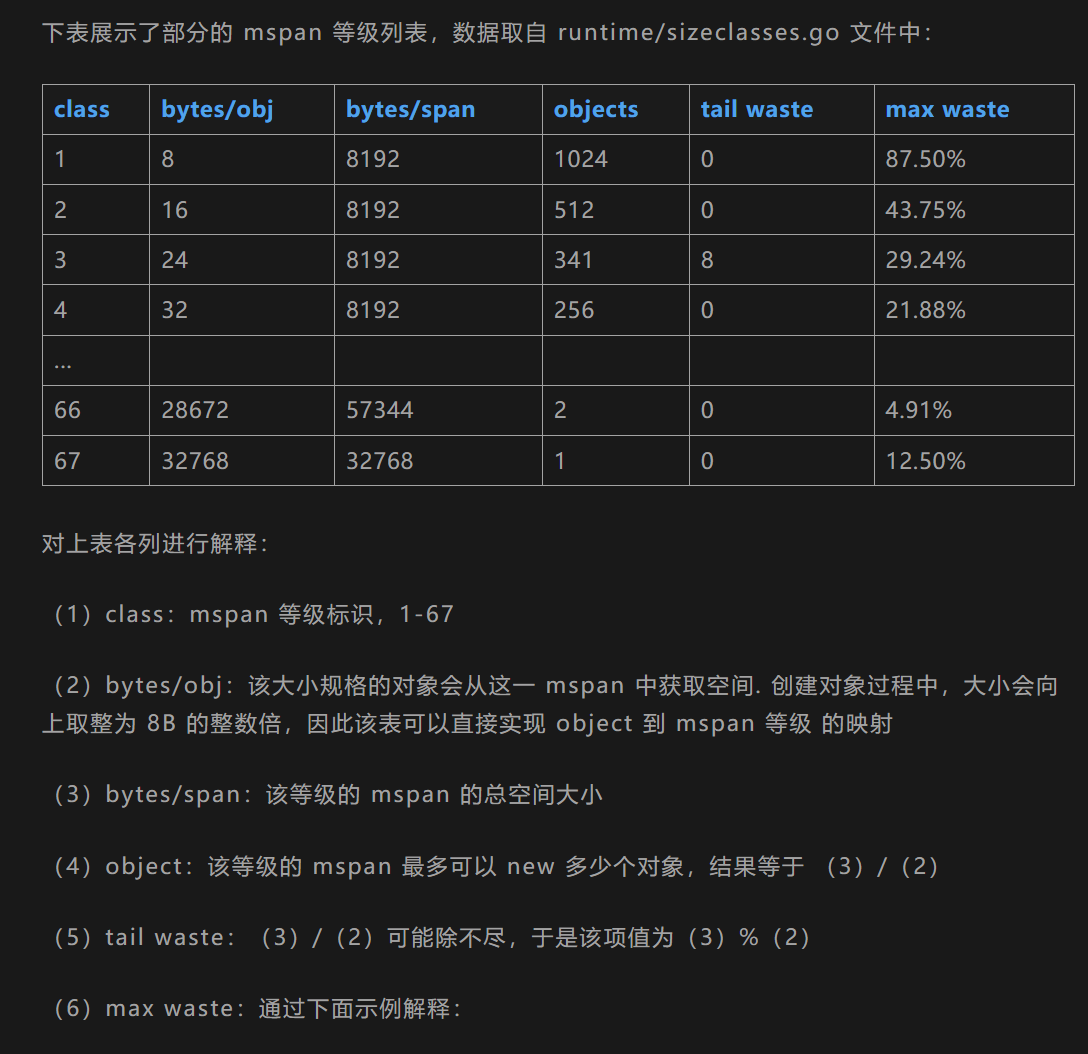 下表展示了部分的 mspan 等级列表，数据取自 runtime/sizeclasses.go 文件中：
class bytes/obj bytes/span objects tail waste max waste
1 8 8192 1024 0 87.50%
2 16 8192 512 0 43.75%
3 24 8192 341 8 29.24%
4 32 8192 256 0 21.88%
...
66 28672 57344 2 0 4.91%
67 32768 32768 1 0 12.50%
对上表各列进行解释：
（1）class：mspan 等级标识，1-67
（2）bytes/obj：该大小规格的对象会从这一 mspan 中获取空间. 创建对象过程中，大小会向
上取整为 8B 的整数倍，因此该表可以直接实现 object 到 mspan 等级 的映射
（3）bytes/span：该等级的 mspan 的总空间大小
（4）object：该等级的 mspan 最多可以 new 多少个对象，结果等于 （3）/（2）
（5）tail waste：（3）/（2）可能除不尽，于是该项值为（3）%（2）
（6）max waste：通过下面示例解释：